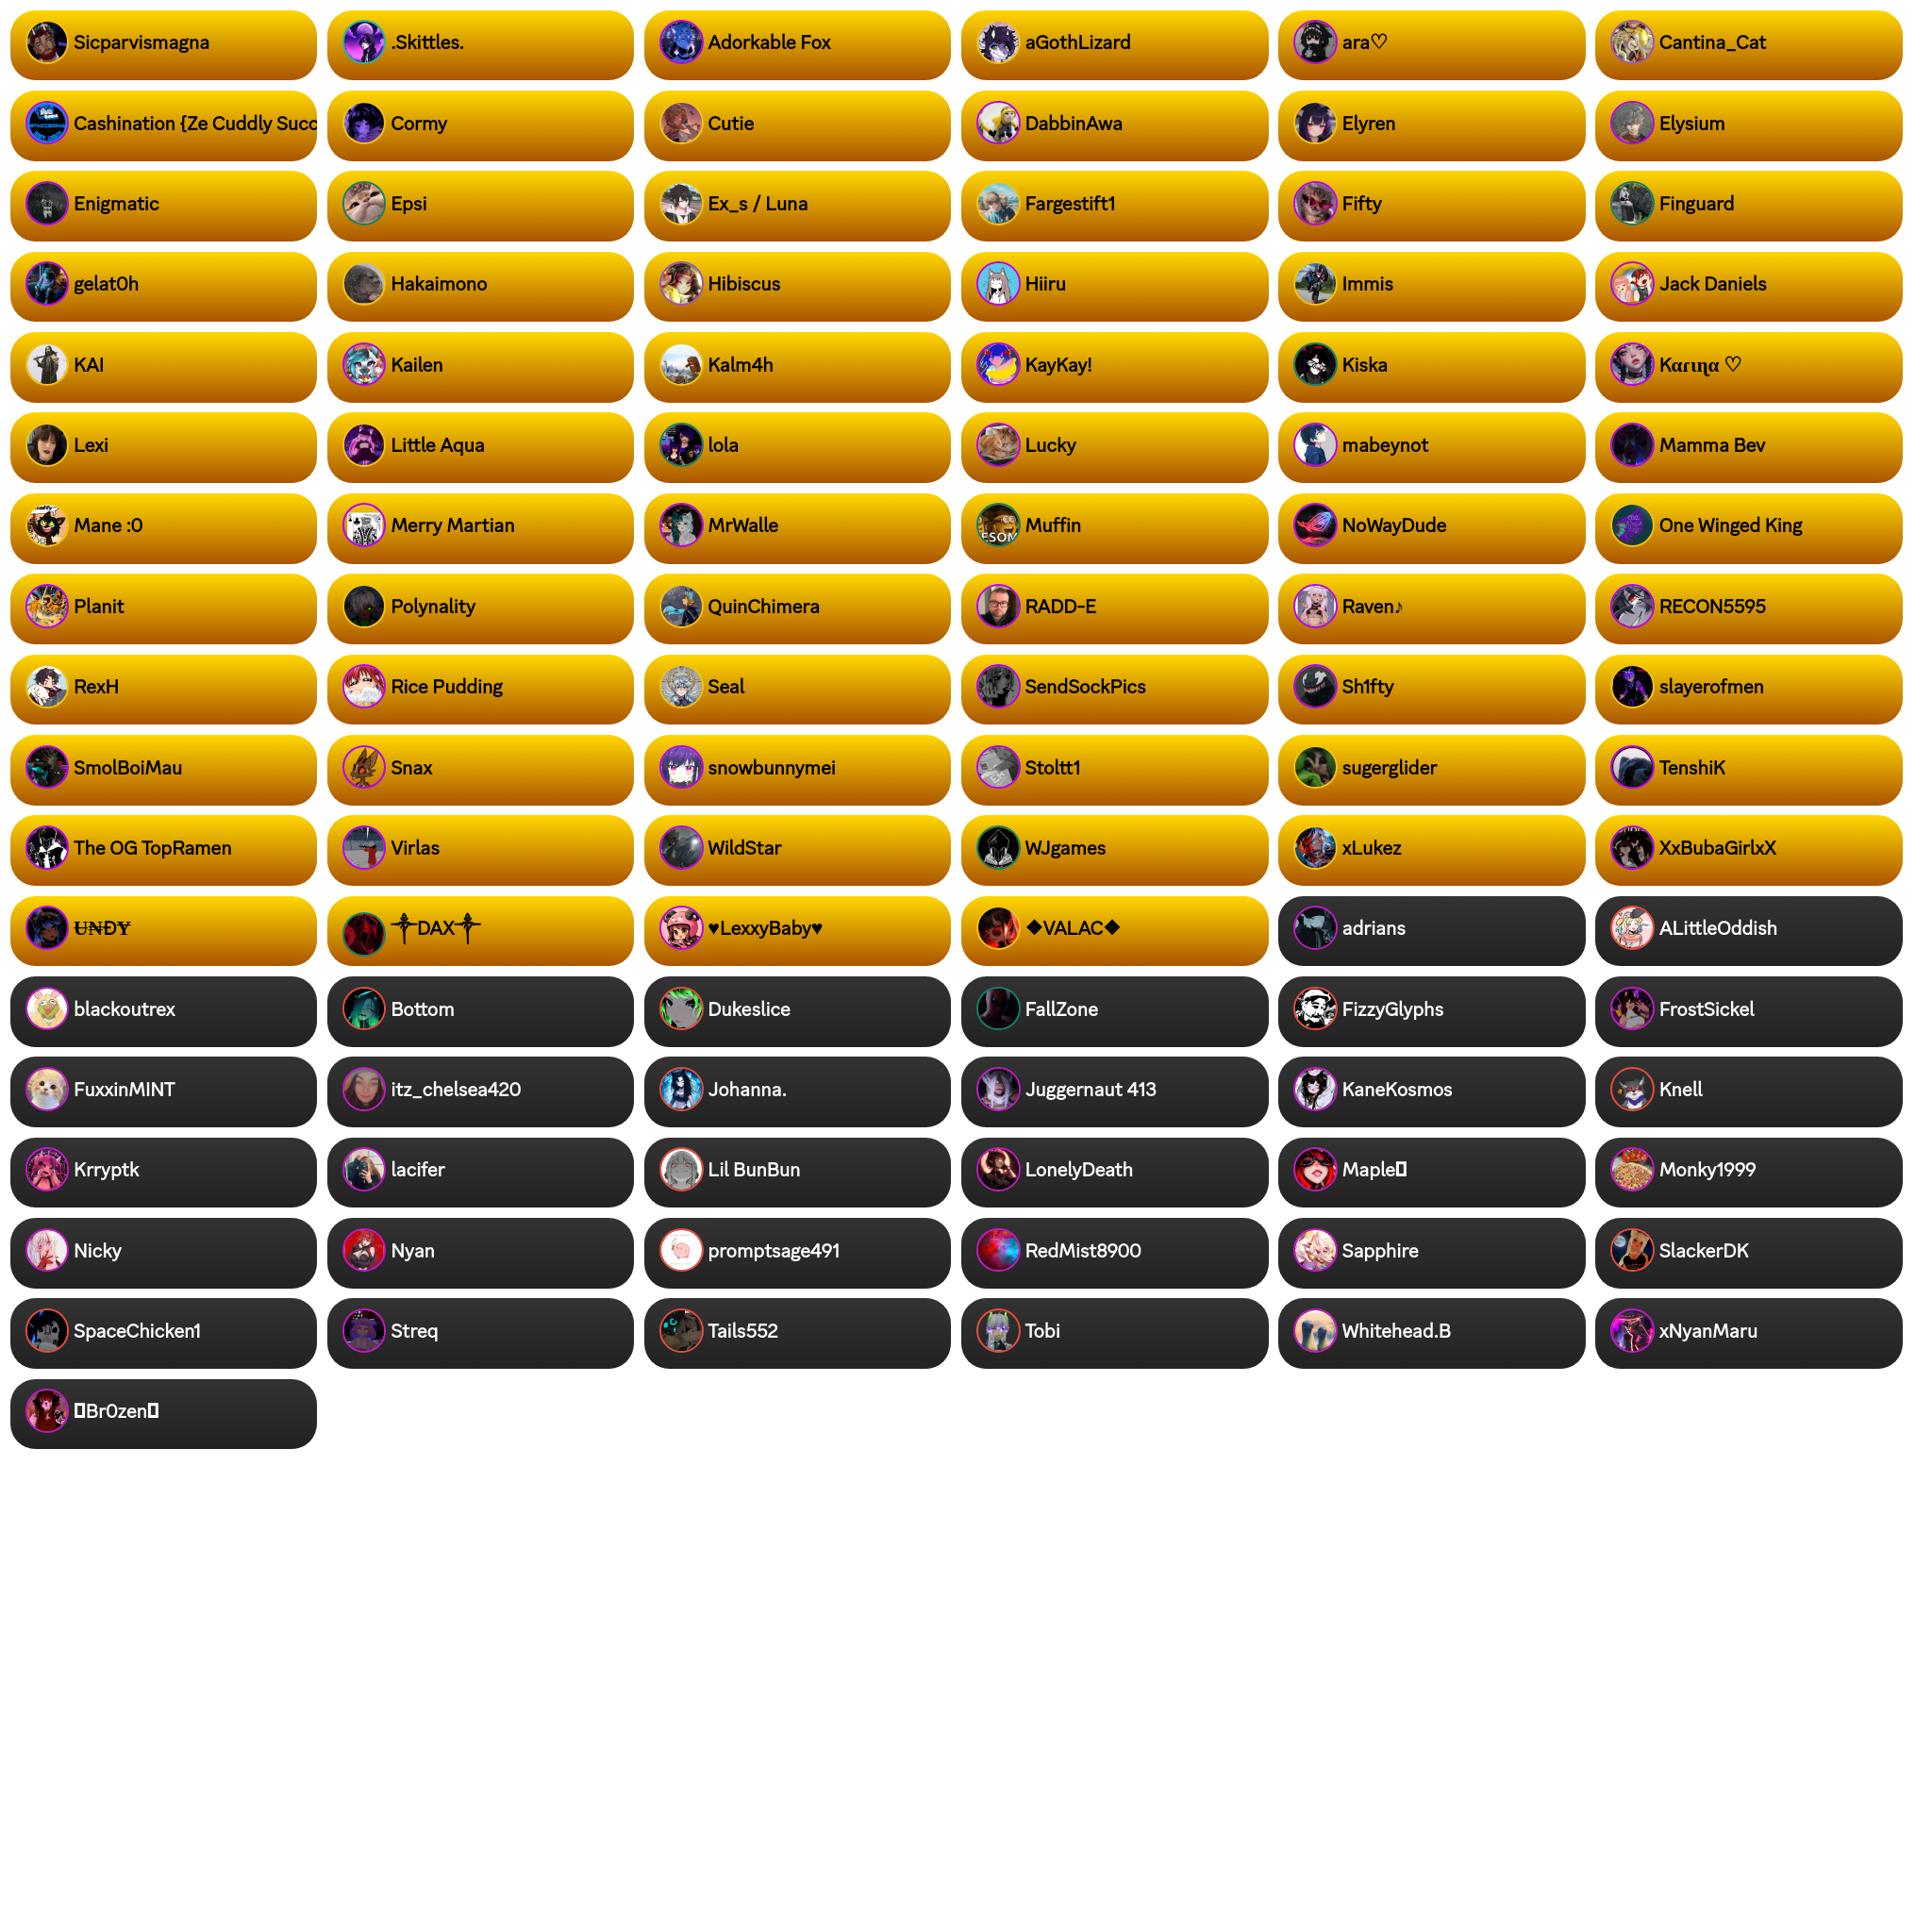 Sicparvismagna
.Skittles.
Adorkable Fox
aGothLizard
ara♡
Cantina_Cat
Cashination {Ze Cuddly Succ
Cormy
Cutie
DabbinAwa
Elyren
Elysium
Enigmatic
Epsi
Ex_s / Luna
Fargestift1
Fifty
Finguard
gelat0h
Hakaimono
Hibiscus
Hiiru
Immis
Jack Daniels
KAI
Kailen
Kalm4h
KayKay!
Kiska
Kαɾιɳα ♡
Lexi
Little Aqua
lola
Lucky
mabeynot
Mamma Bev
Mane :0
Merry Martian
MrWalle
Muffin
ESOM
NoWayDude
One Winged King
Planit
Polynality
QuinChimera
RADD-E
Raven♪
RECON5595
RexH
Rice Pudding
Seal
SendSockPics
Sh1fty
slayerofmen
SmolBoiMau
Snax
snowbunnymei
Stoltt1
sugerglider
TenshiK
The OG TopRamen
Virlas
WildStar
WJgames
xLukez
XxBubaGirlxX
Ʉ₦ĐɎ
⸸DAX⸸
♥LexxyBaby♥
❖VALAC❖
adrians
ALittleOddish
blackoutrex
Bottom
Dukeslice
FallZone
FizzyGlyphs
FrostSickel
FuxxinMINT
itz_chelsea420
Johanna.
Juggernaut 413
KaneKosmos
Knell
Krryptk
lacifer
Lil BunBun
LonelyDeath
Maple▯
Monky1999
Nicky
Nyan
promptsage491
RedMist8900
Sapphire
SlackerDK
SpaceChicken1
Streq
Tails552
Tobi
Whitehead.B
xNyanMaru
▯Br0zen▯